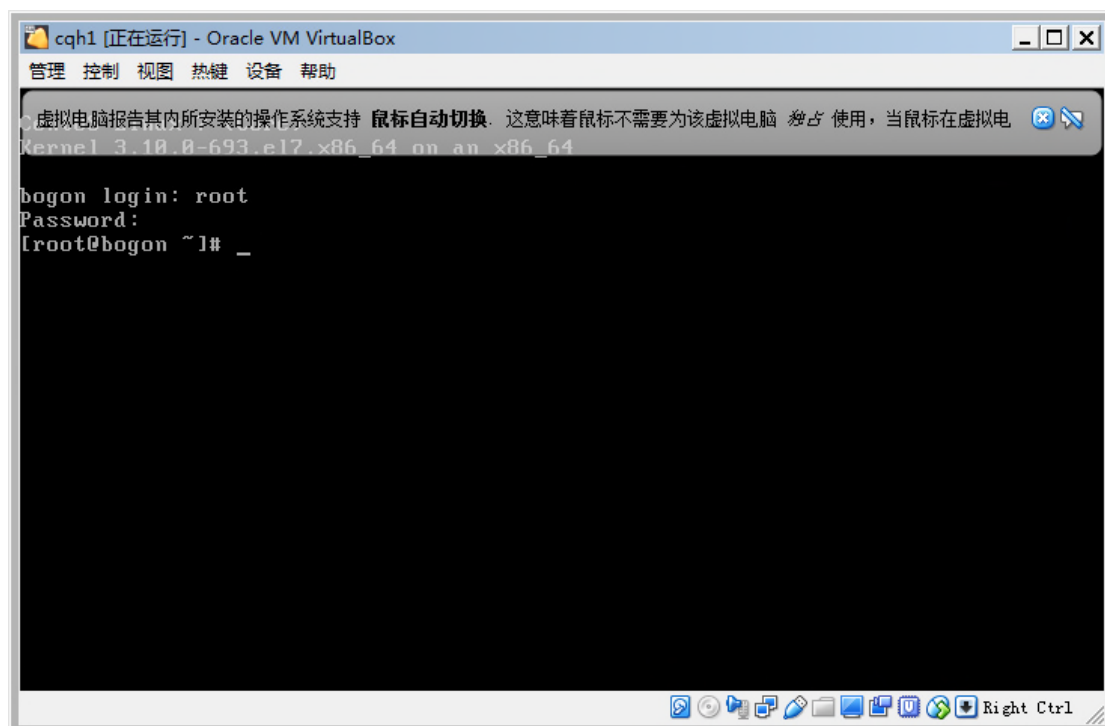 cqh1 [正在运行] - Oracle VM VirtualBox
管理 控制 视图 热键 设备 帮助
虚拟电脑报告其内所安装的操作系统支持 鼠标自动切换. 这意味着鼠标不需要为该虚拟电脑 独占 使用，当鼠标在虚拟电
Kernel 3.10.0-693.el7.x86_64 on an x86_64
bogon login: root
Password:
[root@bogon ~]# _
Right Ctrl